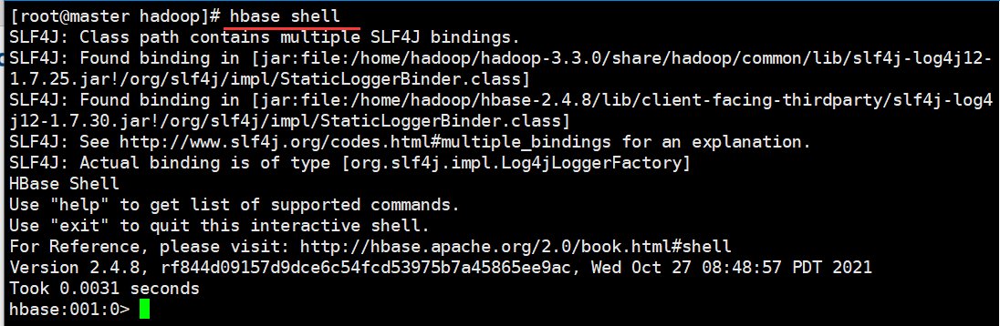 [root@master hadoop]# hbase shell
SLF4J: Class path contains multiple SLF4J bindings.
SLF4J: Found binding in [jar:file:/home/hadoop/hadoop-3.3.0/share/hadoop/common/lib/slf4j-log4j12-
1.7.25.jar!/org/slf4j/impl/StaticLoggerBinder.class]
SLF4J: Found binding in [jar:file:/home/hadoop/hbase-2.4.8/lib/client-facing-thirdparty/slf4j-log4
j12-1.7.30.jar!/org/slf4j/impl/StaticLoggerBinder.class]
SLF4J: See http://www.slf4j.org/codes.html#multiple_bindings for an explanation.
SLF4J: Actual binding is of type [org.slf4j.impl.Log4jLoggerFactory]
HBase Shell
Use "help" to get list of supported commands.
Use "exit" to quit this interactive shell.
For Reference, please visit: http://hbase.apache.org/2.0/book.html#shell
Version 2.4.8, rf844d09157d9dce6c54fcd53975b7a45865ee9ac, Wed Oct 27 08:48:57 PDT 2021
Took 0.0031 seconds
hbase:001:0>